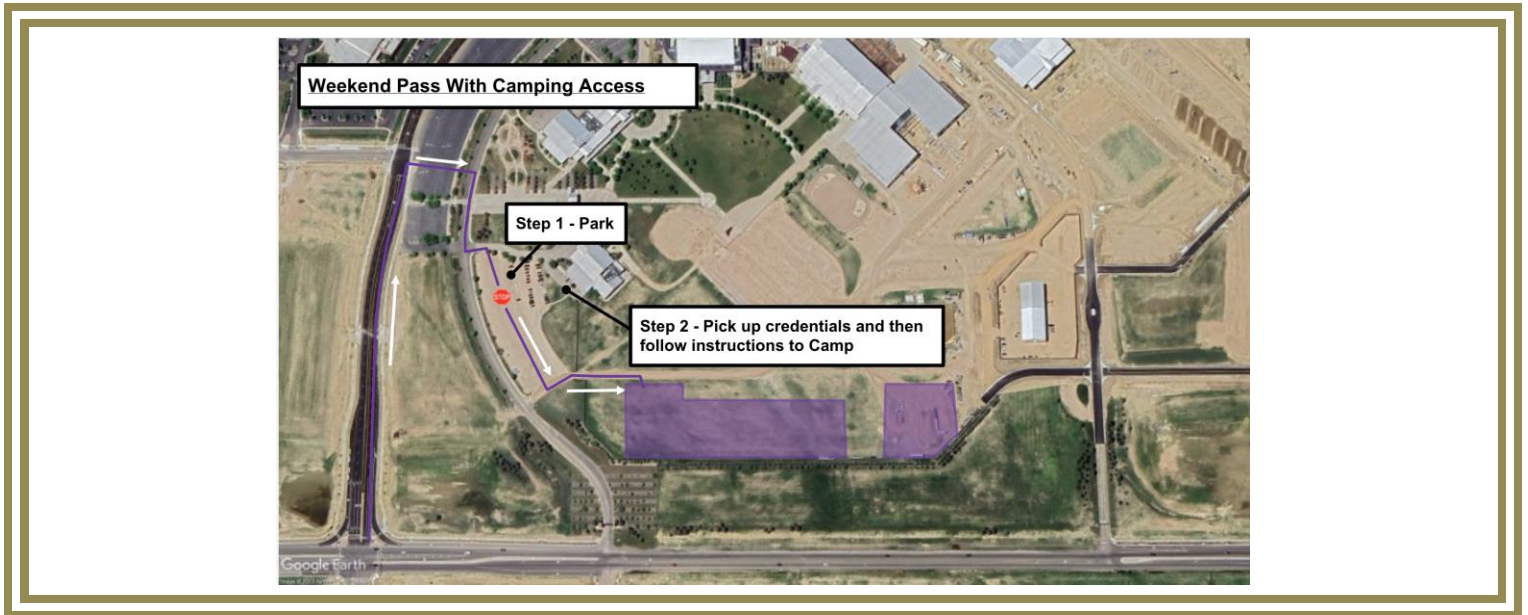 Weekend Pass With Camping Access
Step 1 - Park
STOP
Step 2 - Pick up credentials and then
follow instructions to Camp
Google Earth